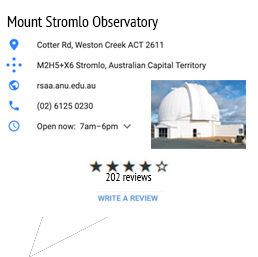 Mount Stromlo Observatory
Cotter Rd, Weston Creek ACT 2611
M2H5+X6 Stromlo, Australian Capital Territory
rsaa.anu.edu.au
(02) 6125 0230
Open now: 7am–6pm
202 reviews
WRITE A REVIEW